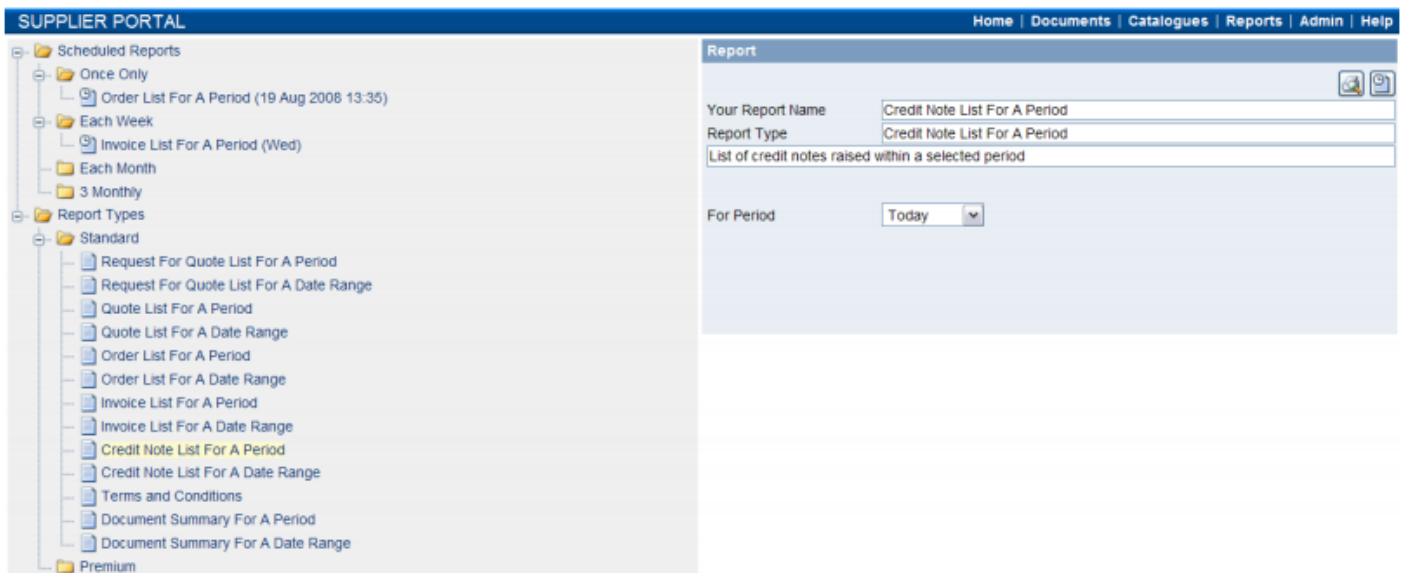 SUPPLIER PORTAL
Home | Documents | Catalogues | Reports | Admin | Help
Scheduled Reports
Once Only
Order List For A Period (19 Aug 2008 13:35)
Each Week
Invoice List For A Period (Wed)
Each Month
3 Monthly
Report Types
Standard
Request For Quote List For A Period
Request For Quote List For A Date Range
Quote List For A Period
Quote List For A Date Range
Order List For A Period
Order List For A Date Range
Invoice List For A Period
Invoice List For A Date Range
Credit Note List For A Period
Credit Note List For A Date Range
Terms and Conditions
Document Summary For A Period
Document Summary For A Date Range
Premium
Report
Your Report Name Credit Note List For A Period
Report Type Credit Note List For A Period
List of credit notes raised within a selected period
For Period Today